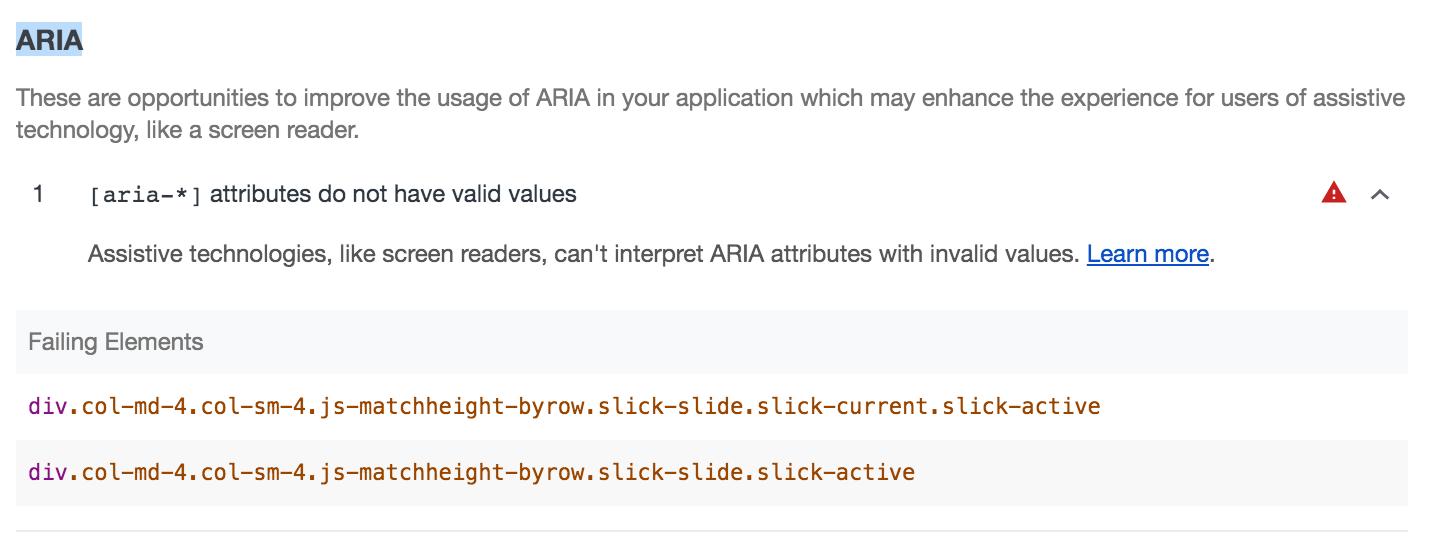 ARIA
These are opportunities to improve the usage of ARIA in your application which may enhance the experience for users of assistive
technology, like a screen reader.
1 [aria-*] attributes do not have valid values
Assistive technologies, like screen readers, can't interpret ARIA attributes with invalid values. Learn more.
Failing Elements
div.col-md-4.col-sm-4.js-matchheight-byrow.slick-slide.slick-current.slick-active
div.col-md-4.col-sm-4.js-matchheight-byrow.slick-slide.slick-active